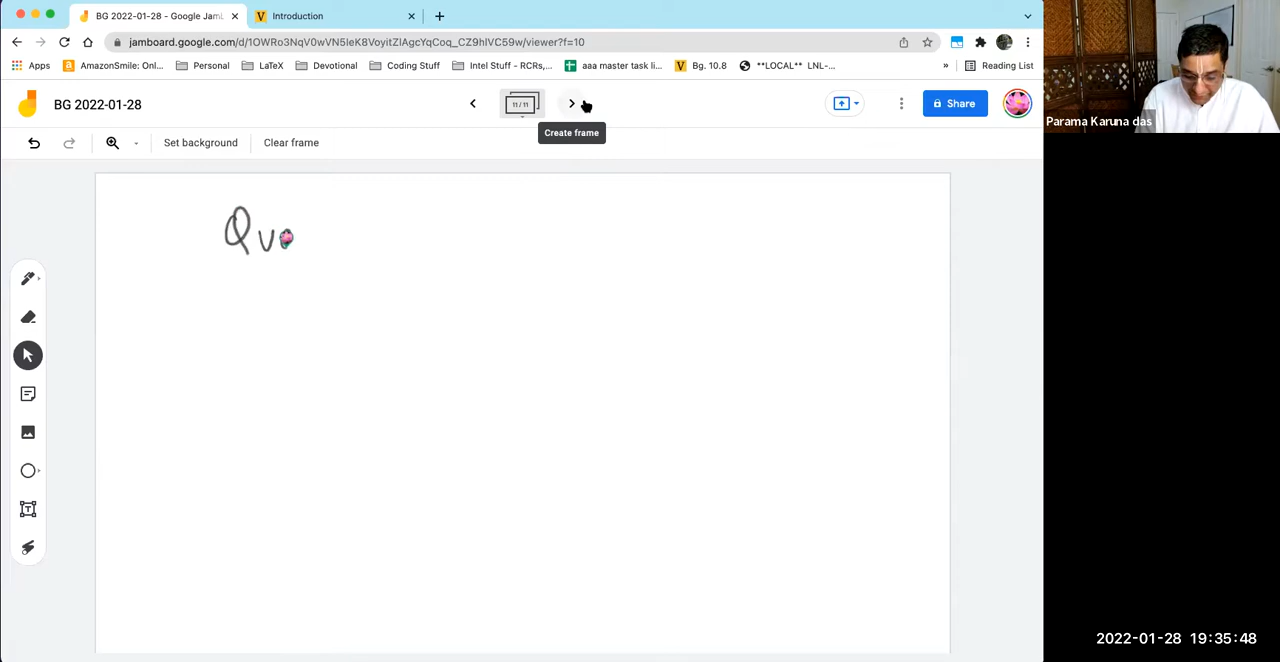 BG 2022-01-28 - Google Jam
Introduction
jamboard.google.com/d/1OWRo3NqV0wVN5leK8VoyitZlAgcYqCoq_CZ9hlVC59w/viewer?f=10
Apps AmazonSmile: Onl... Personal LaTeX Devotional Coding Stuff Intel Stuff - RCRs,... aaa master task li... Bg. 10.8 **LOCAL** LNL-... » Reading List
BG 2022-01-28
11 / 11
Share
Parama Karuna das
Create frame
Set background Clear frame
Qu
2022-01-28 19:35:48